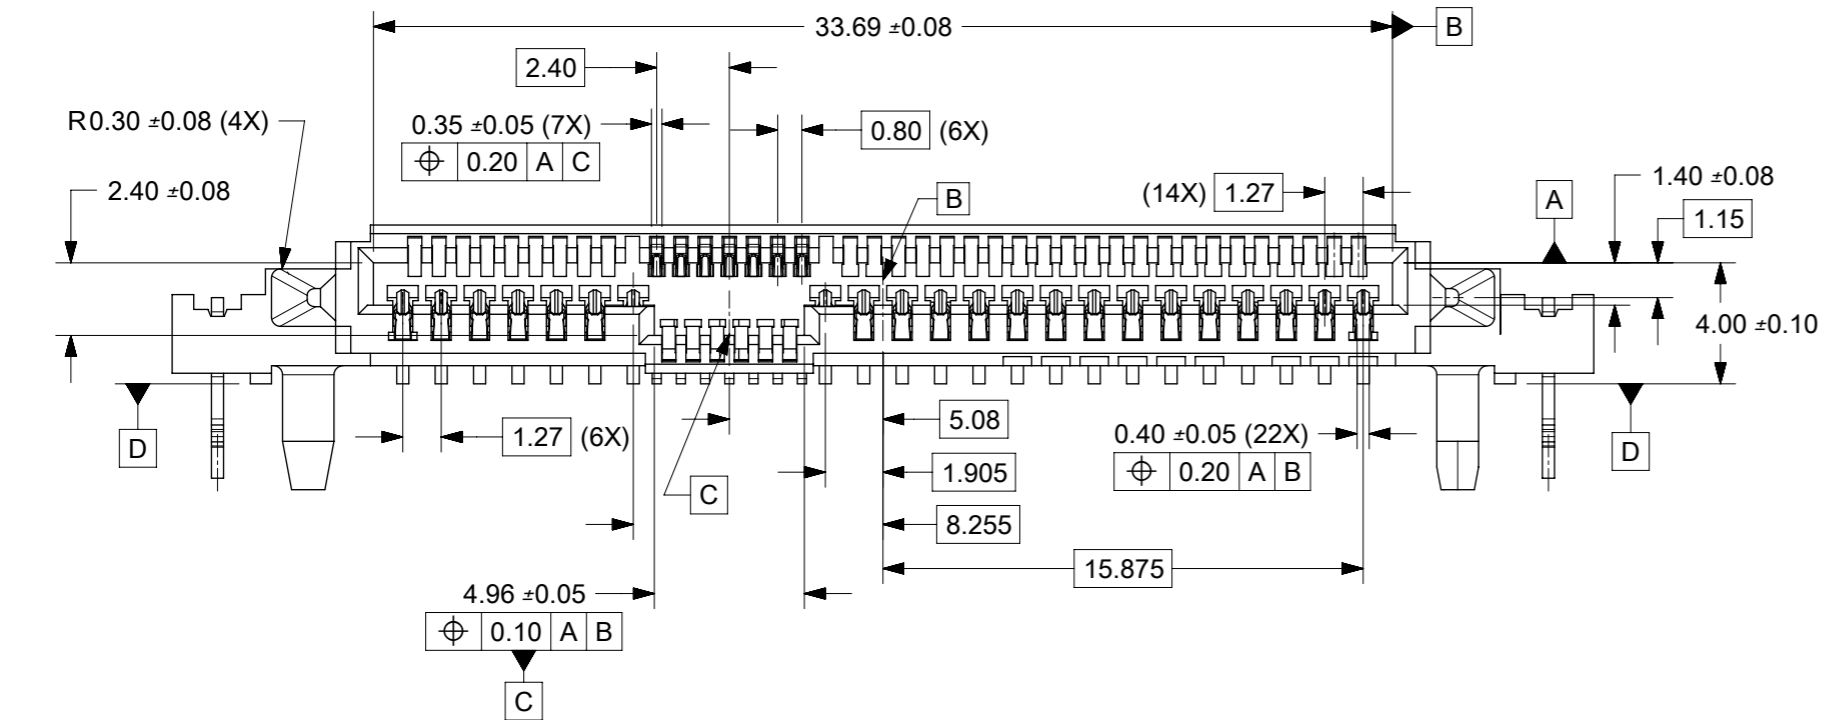 33.69 ±0.08
B
2.40
R0.30 ±0.08 (4X)
0.35 ±0.05 (7X)
⌖ 0.20 A C
0.80 (6X)
2.40 ±0.08
B
(14X) 1.27
A
1.40 ±0.08
1.15
4.00 ±0.10
D
1.27 (6X)
5.08
0.40 ±0.05 (22X)
⌖ 0.20 A B
D
1.905
C
8.255
15.875
4.96 ±0.05
⌖ 0.10 A B
C